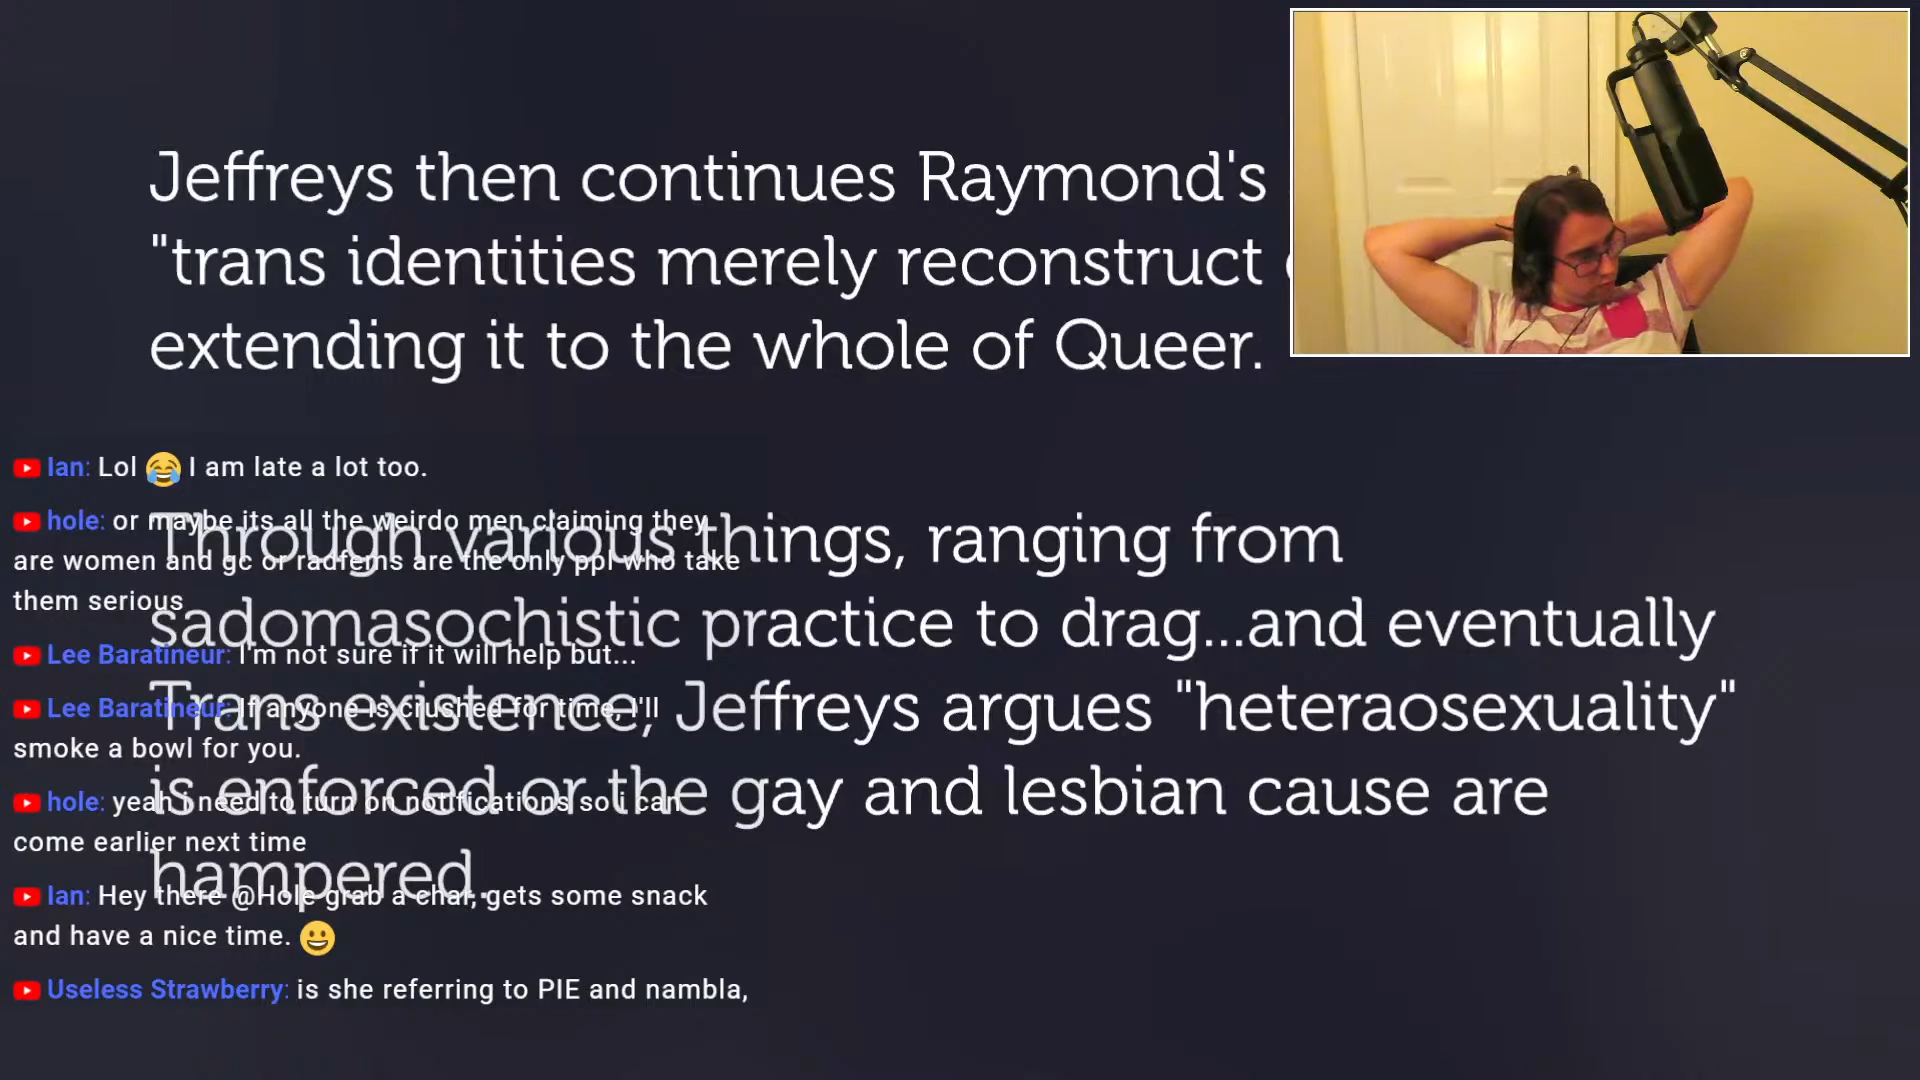 Jeffreys then continues Raymond's
"trans identities merely reconstruct
extending it to the whole of Queer.
Through various things, ranging from
sadomasochistic practice to drag...and eventually
Trans existence, Jeffreys argues "heteraosexuality"
is enforced or the gay and lesbian cause are
hampered.
Ian: Lol 😂 I am late a lot too.
hole: or maybe its all the weirdo men claiming they
are women and gc or radfems are the only ppl who take
them serious
Lee Baratineur: I'm not sure if it will help but...
Lee Baratineur: If anyone is crushed for time, I'll
smoke a bowl for you.
hole: yeah i need to turn on notifications so i can
come earlier next time
Ian: Hey there @Hole grab a char, gets some snack
and have a nice time. 😀
Useless Strawberry: is she referring to PIE and nambla,